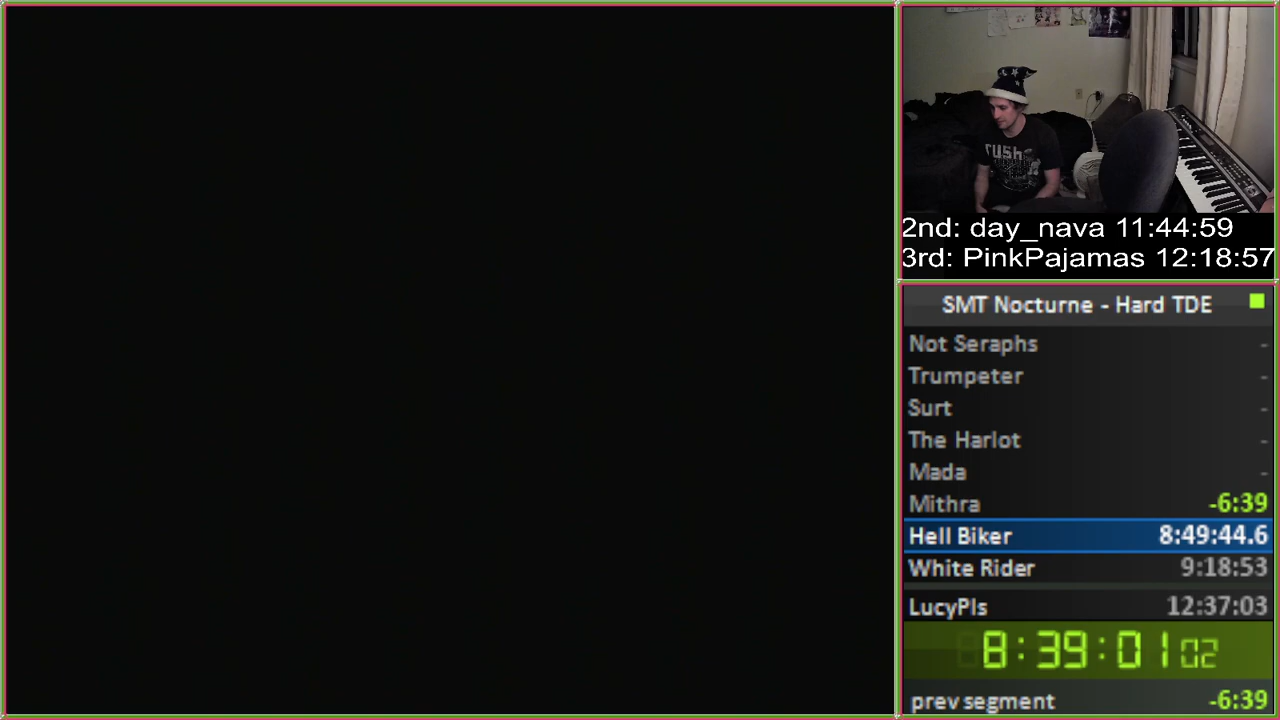 RUSH
2nd: day_nava 11:44:59
3rd: PinkPajamas 12:18:57
SMT Nocturne - Hard TDE
Not Seraphs -
Trumpeter -
Surt -
The Harlot -
Mada -
Mithra -6:39
Hell Biker 8:49:44.6
White Rider 9:18:53
LucyPls 12:37:03
8:39:01 02
prev segment -6:39